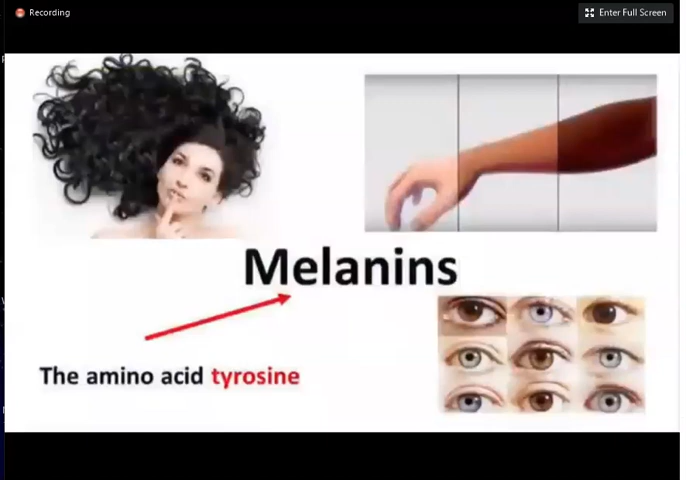 Recording
Enter Full Screen
Melanins
The amino acid tyrosine